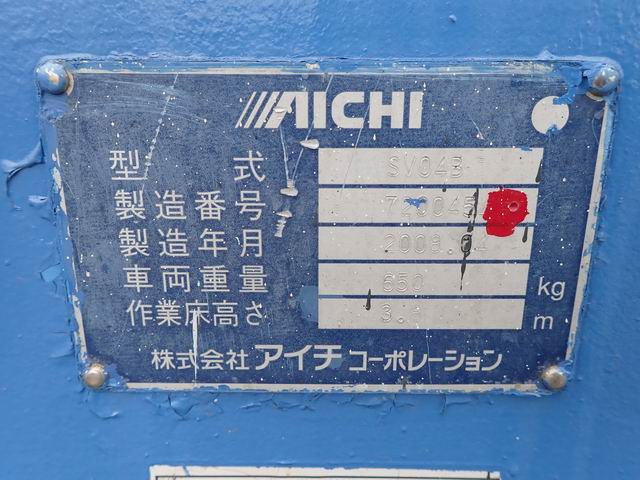 AICHI
型 式 SV04B
製造番号
製造年月
車両重量 650 kg
作業床高さ m
株式会社 アイチ コーポレーション